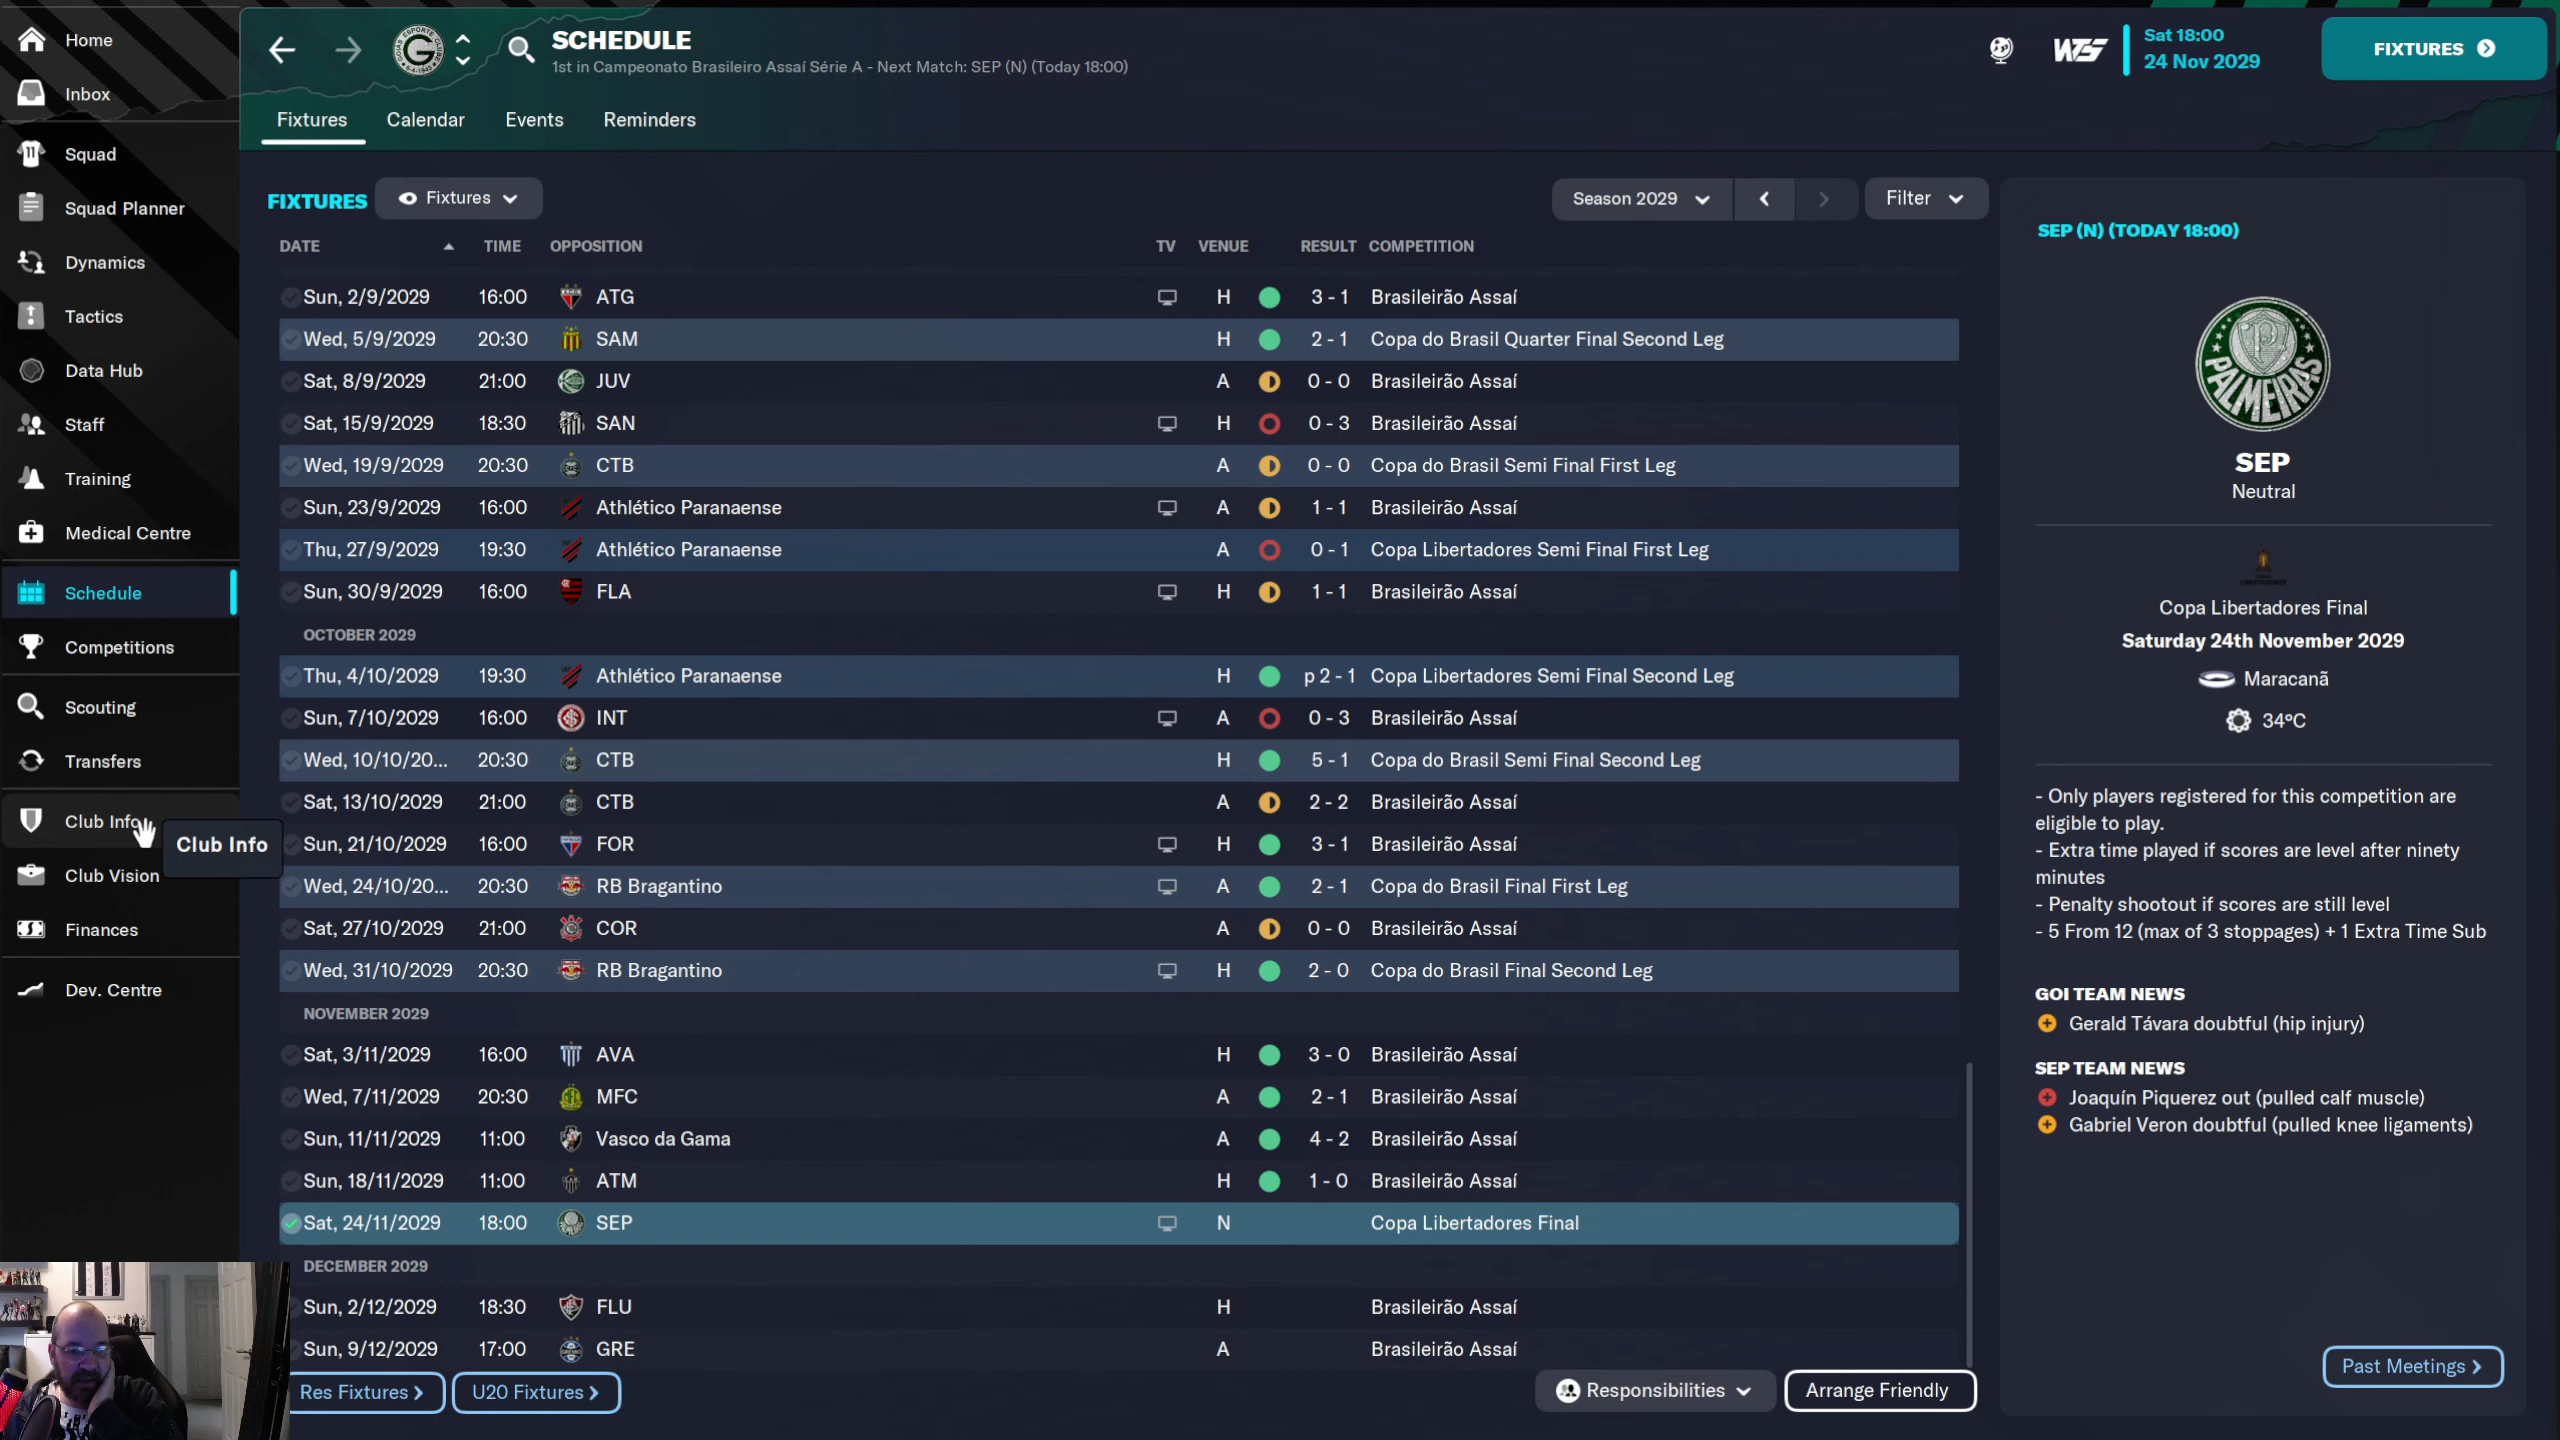 Home
Inbox
Squad
Squad Planner
Dynamics
Tactics
Data Hub
Staff
Training
Medical Centre
Schedule
Competitions
Scouting
Transfers
Club Info
Club Info
Club Vision
Finances
Dev. Centre
SCHEDULE
1st in Campeonato Brasileiro Assaí Série A - Next Match: SEP (N) (Today 18:00)
Sat 18:00
24 Nov 2029
FIXTURES
Fixtures Calendar Events Reminders
FIXTURES Fixtures Season 2029 Filter
DATE TIME OPPOSITION TV VENUE RESULT COMPETITION
Sun, 2/9/2029 16:00 ATG H 3 - 1 Brasileirão Assaí
Wed, 5/9/2029 20:30 SAM H 2 - 1 Copa do Brasil Quarter Final Second Leg
Sat, 8/9/2029 21:00 JUV A 0 - 0 Brasileirão Assaí
Sat, 15/9/2029 18:30 SAN H 0 - 3 Brasileirão Assaí
Wed, 19/9/2029 20:30 CTB A 0 - 0 Copa do Brasil Semi Final First Leg
Sun, 23/9/2029 16:00 Athlético Paranaense A 1 - 1 Brasileirão Assaí
Thu, 27/9/2029 19:30 Athlético Paranaense A 0 - 1 Copa Libertadores Semi Final First Leg
Sun, 30/9/2029 16:00 FLA H 1 - 1 Brasileirão Assaí
OCTOBER 2029
Thu, 4/10/2029 19:30 Athlético Paranaense H p 2 - 1 Copa Libertadores Semi Final Second Leg
Sun, 7/10/2029 16:00 INT A 0 - 3 Brasileirão Assaí
Wed, 10/10/20... 20:30 CTB H 5 - 1 Copa do Brasil Semi Final Second Leg
Sat, 13/10/2029 21:00 CTB A 2 - 2 Brasileirão Assaí
Sun, 21/10/2029 16:00 FOR H 3 - 1 Brasileirão Assaí
Wed, 24/10/20... 20:30 RB Bragantino A 2 - 1 Copa do Brasil Final First Leg
Sat, 27/10/2029 21:00 COR A 0 - 0 Brasileirão Assaí
Wed, 31/10/2029 20:30 RB Bragantino H 2 - 0 Copa do Brasil Final Second Leg
NOVEMBER 2029
Sat, 3/11/2029 16:00 AVA H 3 - 0 Brasileirão Assaí
Wed, 7/11/2029 20:30 MFC A 2 - 1 Brasileirão Assaí
Sun, 11/11/2029 11:00 Vasco da Gama A 4 - 2 Brasileirão Assaí
Sun, 18/11/2029 11:00 ATM H 1 - 0 Brasileirão Assaí
Sat, 24/11/2029 18:00 SEP N Copa Libertadores Final
DECEMBER 2029
Sun, 2/12/2029 18:30 FLU H Brasileirão Assaí
Sun, 9/12/2029 17:00 GRE A Brasileirão Assaí
Res Fixtures U20 Fixtures Responsibilities Arrange Friendly
SEP (N) (TODAY 18:00)
PALMEIRAS
SEP
Neutral
Copa Libertadores Final
Saturday 24th November 2029
Maracanã
34°C
- Only players registered for this competition are
eligible to play.
- Extra time played if scores are level after ninety
minutes
- Penalty shootout if scores are still level
- 5 From 12 (max of 3 stoppages) + 1 Extra Time Sub
GOI TEAM NEWS
Gerald Távara doubtful (hip injury)
SEP TEAM NEWS
Joaquín Piquerez out (pulled calf muscle)
Gabriel Veron doubtful (pulled knee ligaments)
Past Meetings